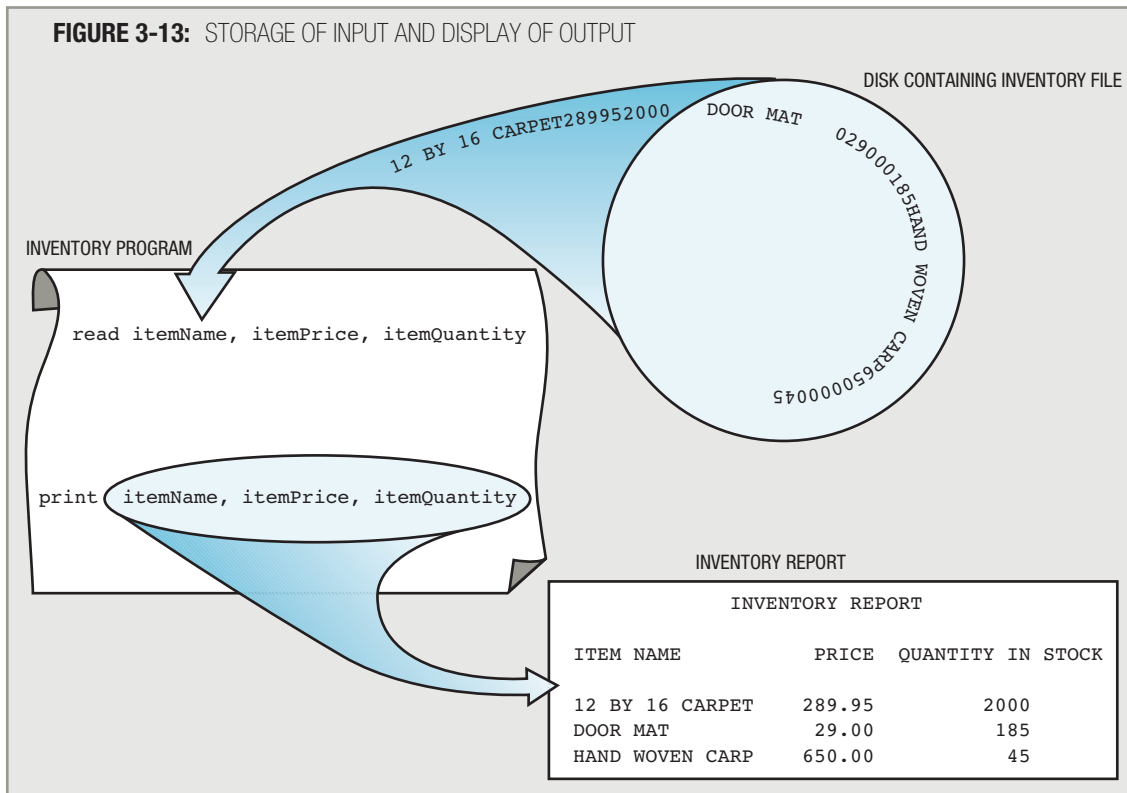 FIGURE 3-13: STORAGE OF INPUT AND DISPLAY OF OUTPUT
DISK CONTAINING INVENTORY FILE
12 BY 16 CARPET289952000 DOOR MAT 029000185HAND WOVEN CARP65000045
INVENTORY PROGRAM
read itemName, itemPrice, itemQuantity
print itemName, itemPrice, itemQuantity
INVENTORY REPORT
INVENTORY REPORT
ITEM NAME PRICE QUANTITY IN STOCK
12 BY 16 CARPET 289.95 2000
DOOR MAT 29.00 185
HAND WOVEN CARP 650.00 45